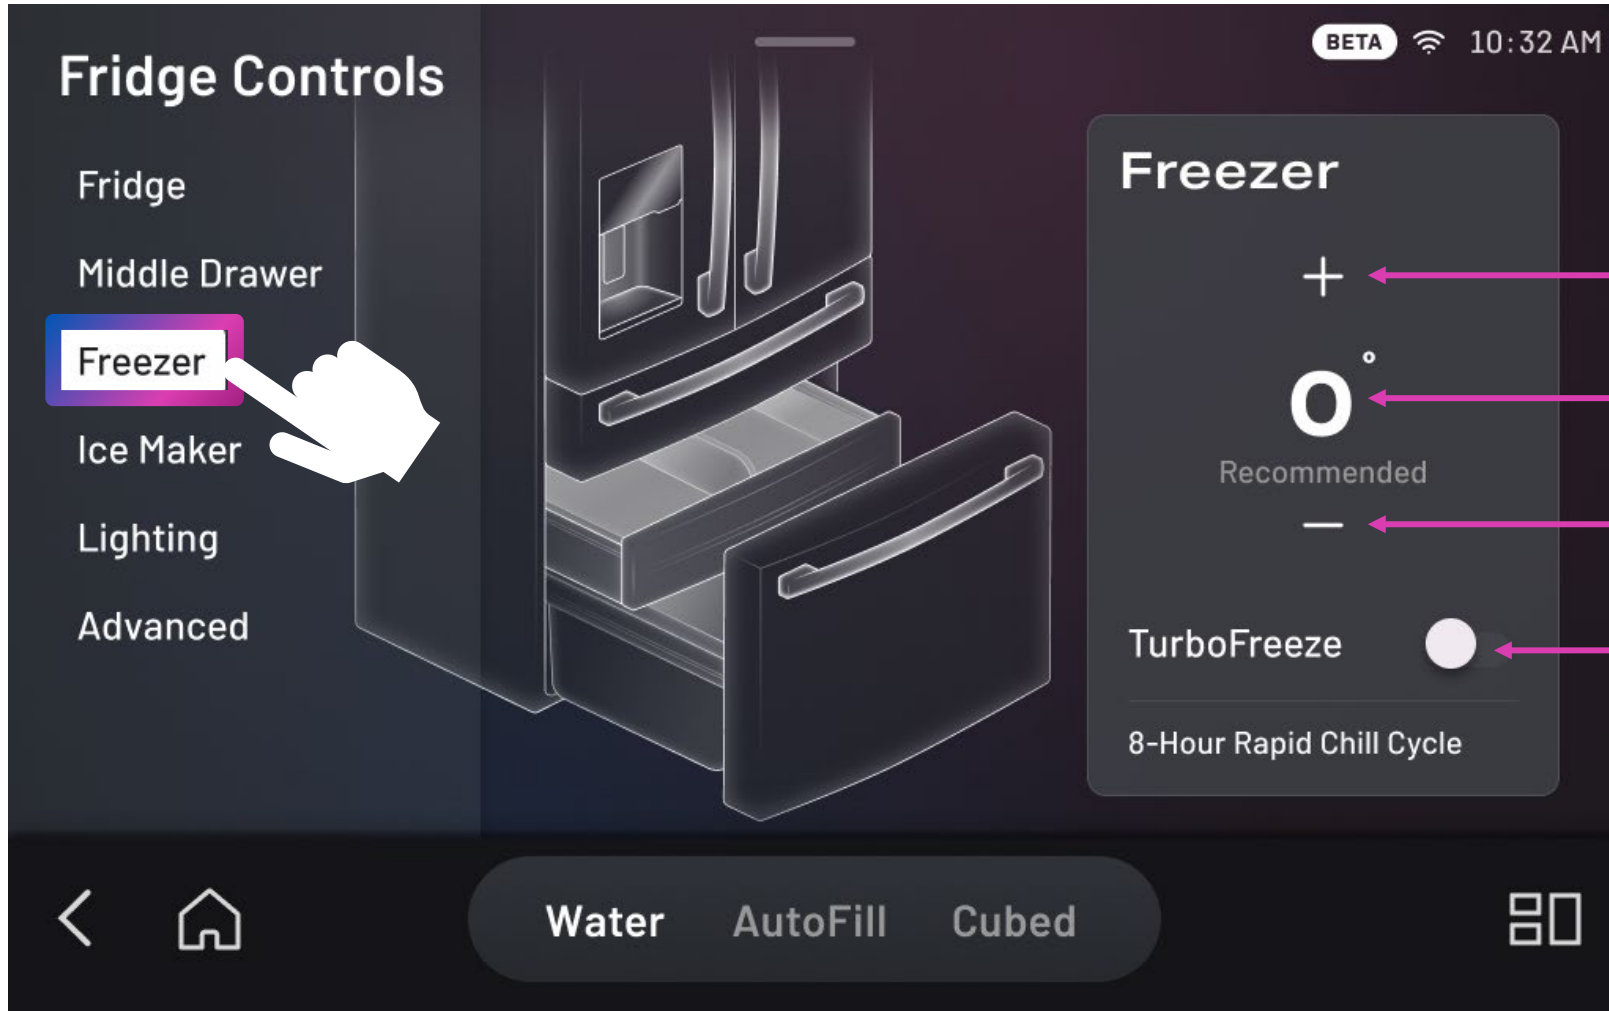 BETA 10:32 AM
Fridge Controls
Fridge
Middle Drawer
Freezer
Ice Maker
Lighting
Advanced
Freezer
+
0°
Recommended
−
TurboFreeze
8-Hour Rapid Chill Cycle
Water AutoFill Cubed